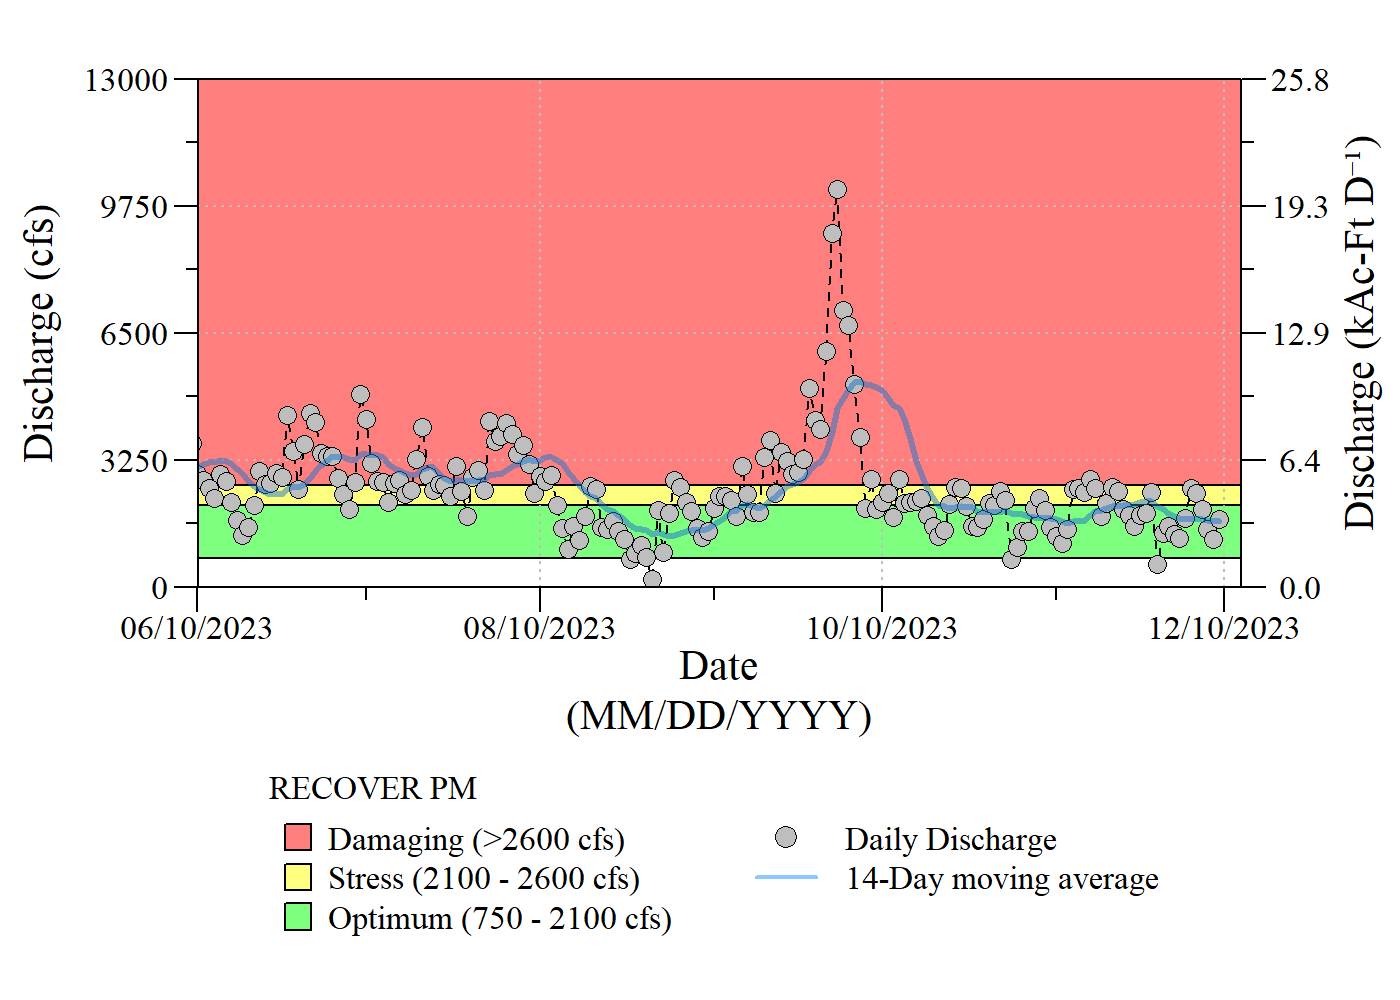 13000
9750
6500
3250
0
25.8
19.3
12.9
6.4
0.0
Discharge (cfs)
Discharge (kAc-Ft D⁻¹)
06/10/2023
08/10/2023
10/10/2023
12/10/2023
Date
(MM/DD/YYYY)
RECOVER PM
Damaging (>2600 cfs)
Stress (2100 - 2600 cfs)
Optimum (750 - 2100 cfs)
Daily Discharge
14-Day moving average